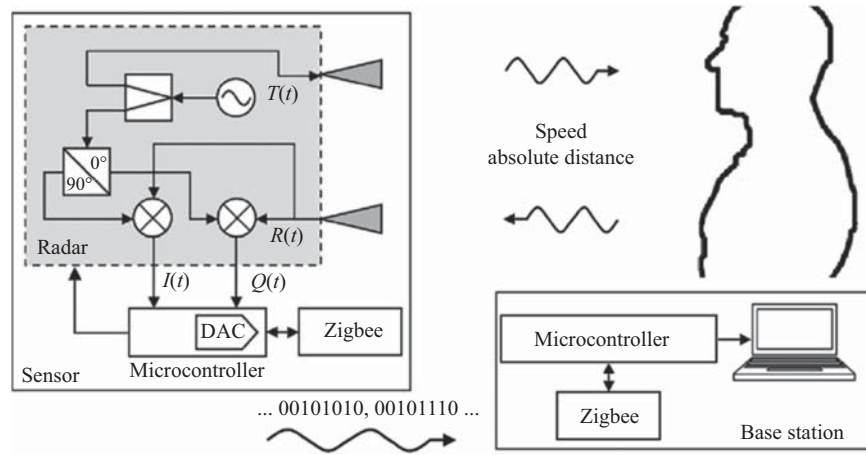 T(t)
0°
90°
R(t)
Radar
I(t)
Q(t)
DAC
Zigbee
Microcontroller
Sensor
... 00101010, 00101110 ...
Speed
absolute distance
Microcontroller
Zigbee
Base station